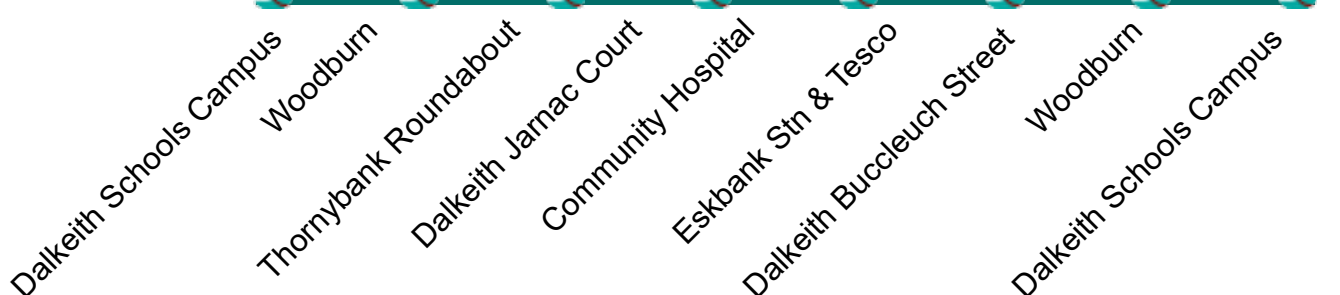 Dalkeith Schools Campus
Woodburn
Thornybank Roundabout
Dalkeith Jarnac Court
Community Hospital
Eskbank Stn & Tesco
Dalkeith Buccleuch Street
Woodburn
Dalkeith Schools Campus